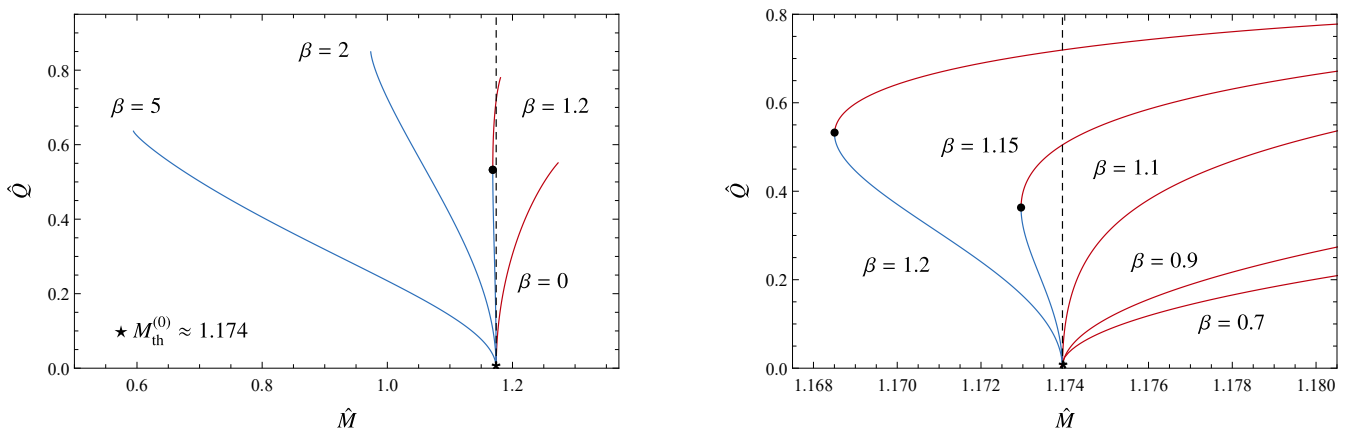 β = 2
β = 5
β = 1.2
β = 0
★ M_th^(0) ≈ 1.174
0.0
0.2
0.4
0.6
0.8
0.6
0.8
1.0
1.2
Q̂
M̂
β = 1.15
β = 1.1
β = 1.2
β = 0.9
β = 0.7
0.0
0.2
0.4
0.6
0.8
1.168
1.170
1.172
1.174
1.176
1.178
1.180
Q̂
M̂